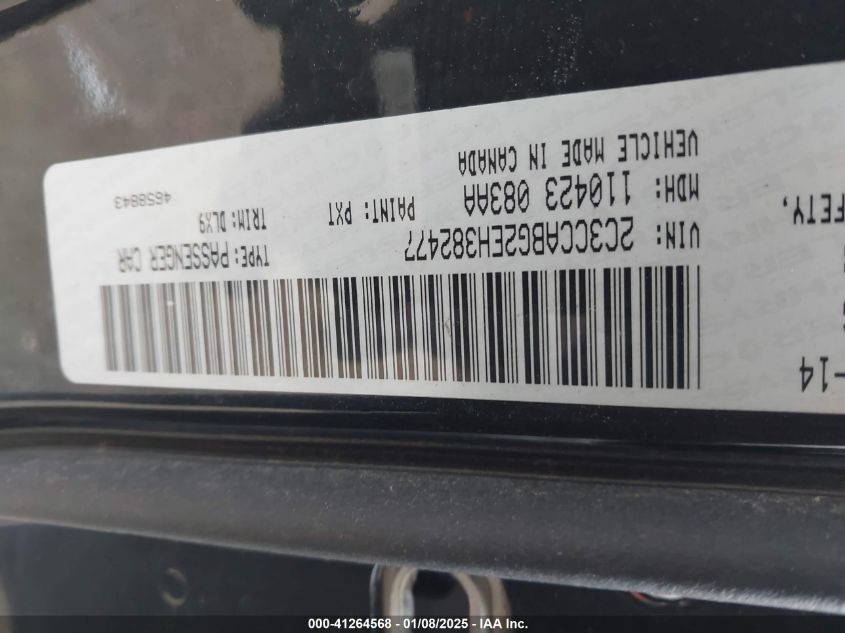 -14
FETY,
VIN: 2C3CCABG2EH382477
TYPE: PASSENGER CAR
MDH: 110423 083AA
PAINT: PXT
TRIM: DLX9
VEHICLE MADE IN CANADA
4658843
000-41264568 - 01/08/2025 - IAA Inc.